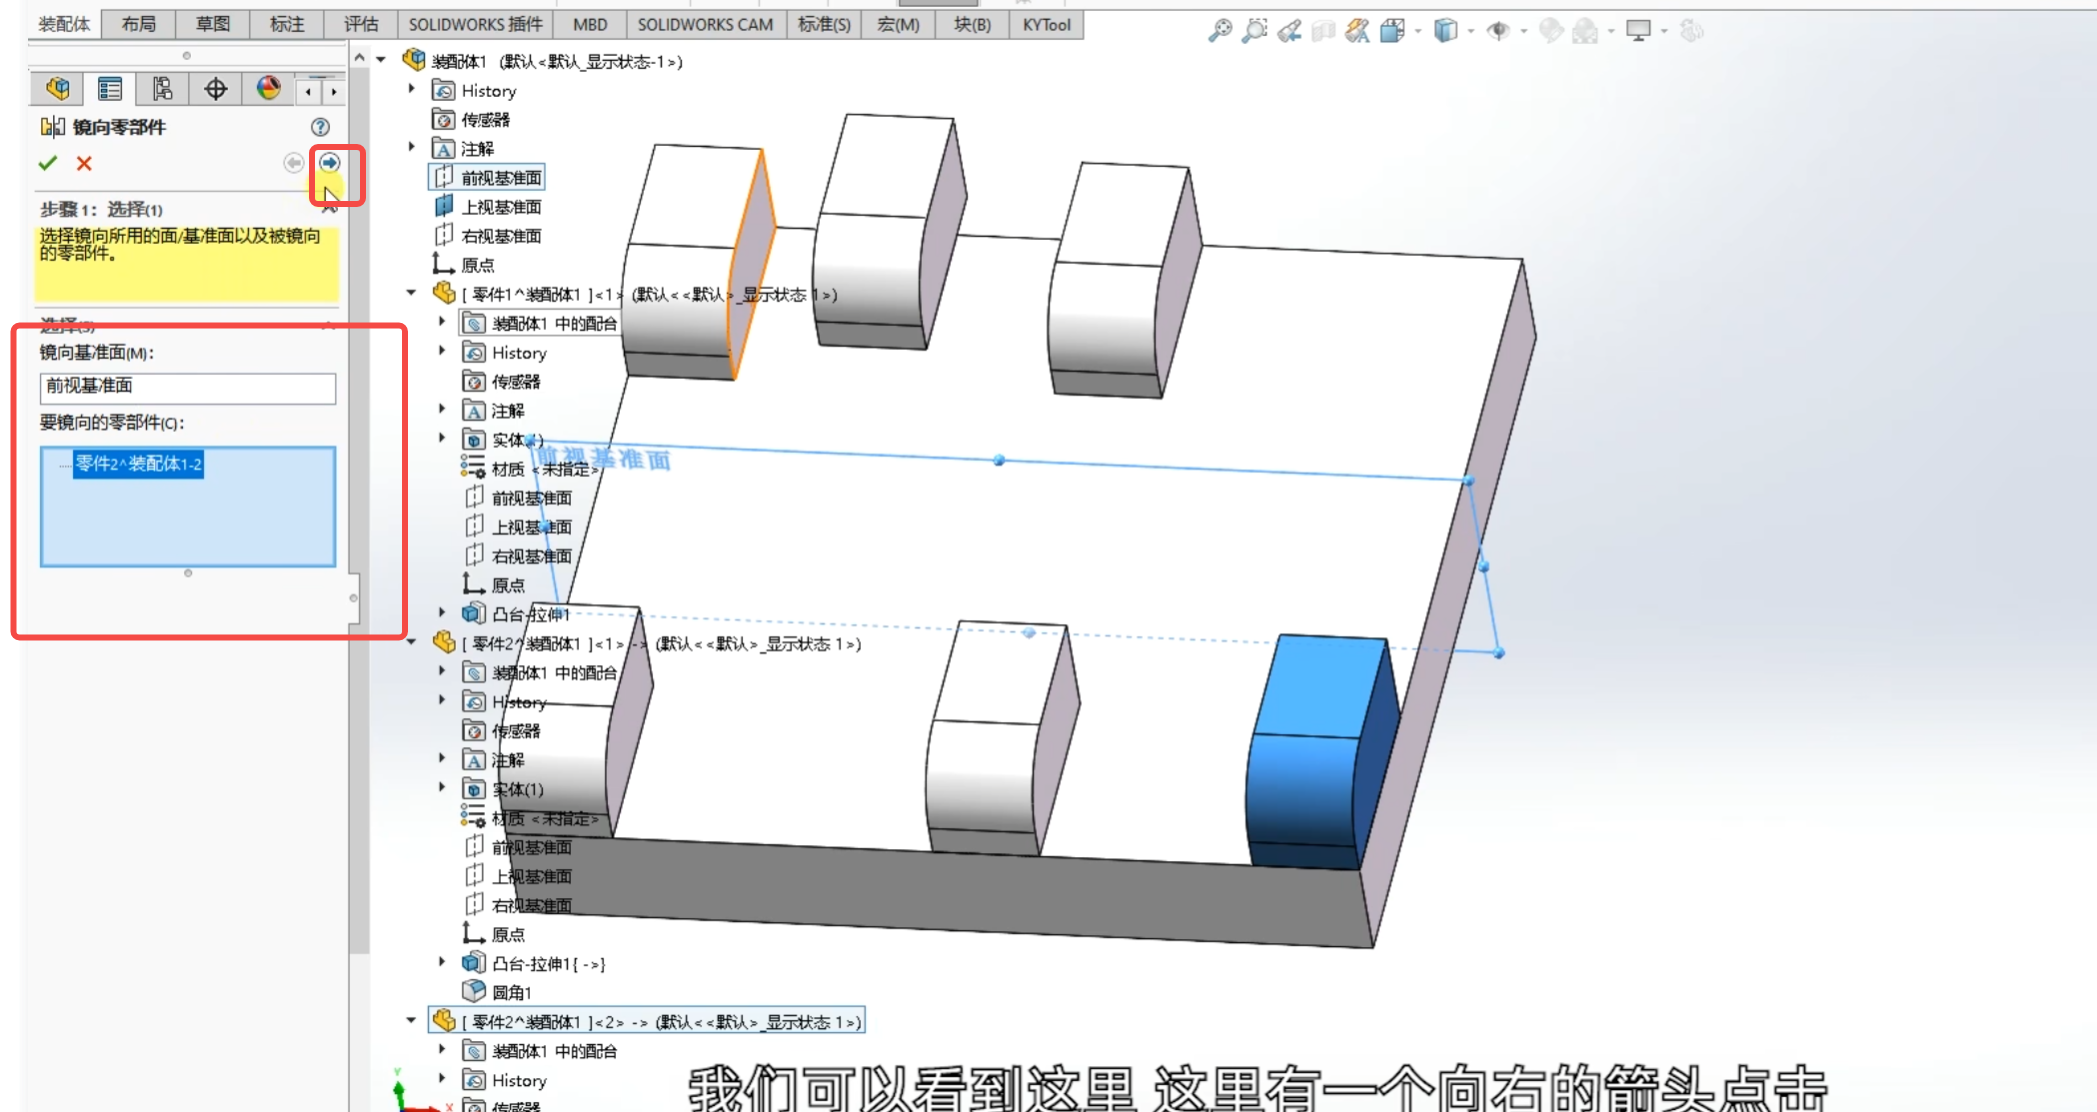 装配体 布局 草图 标注 评估 SOLIDWORKS 插件 MBD SOLIDWORKS CAM 标准(S) 宏(M) 块(B) KYTool
镜向零部件
步骤 1：选择(1)
选择镜向所用的面/基准面以及被镜向
的零部件。
选择(S)
镜向基准面(M)：
前视基准面
要镜向的零部件(C)：
零件2^装配体1-2
装配体1 (默认<默认_显示状态-1>)
History
传感器
注解
前视基准面
上视基准面
右视基准面
原点
[ 零件1^装配体1 ]<1> (默认<<默认>_显示状态 1>)
装配体1 中的配合
History
传感器
注解
实体(1)
材质 <未指定>
前视基准面
前视基准面
上视基准面
右视基准面
原点
凸台-拉伸1
[ 零件2^装配体1 ]<1> -> (默认<<默认>_显示状态 1>)
装配体1 中的配合
History
传感器
注解
实体(1)
材质 <未指定>
前视基准面
上视基准面
右视基准面
原点
凸台-拉伸1{ ->}
圆角1
[ 零件2^装配体1 ]<2> -> (默认<<默认>_显示状态 1>)
装配体1 中的配合
History
传感器
Y
X
我们可以看到这里 这里有一个向右的箭头点击